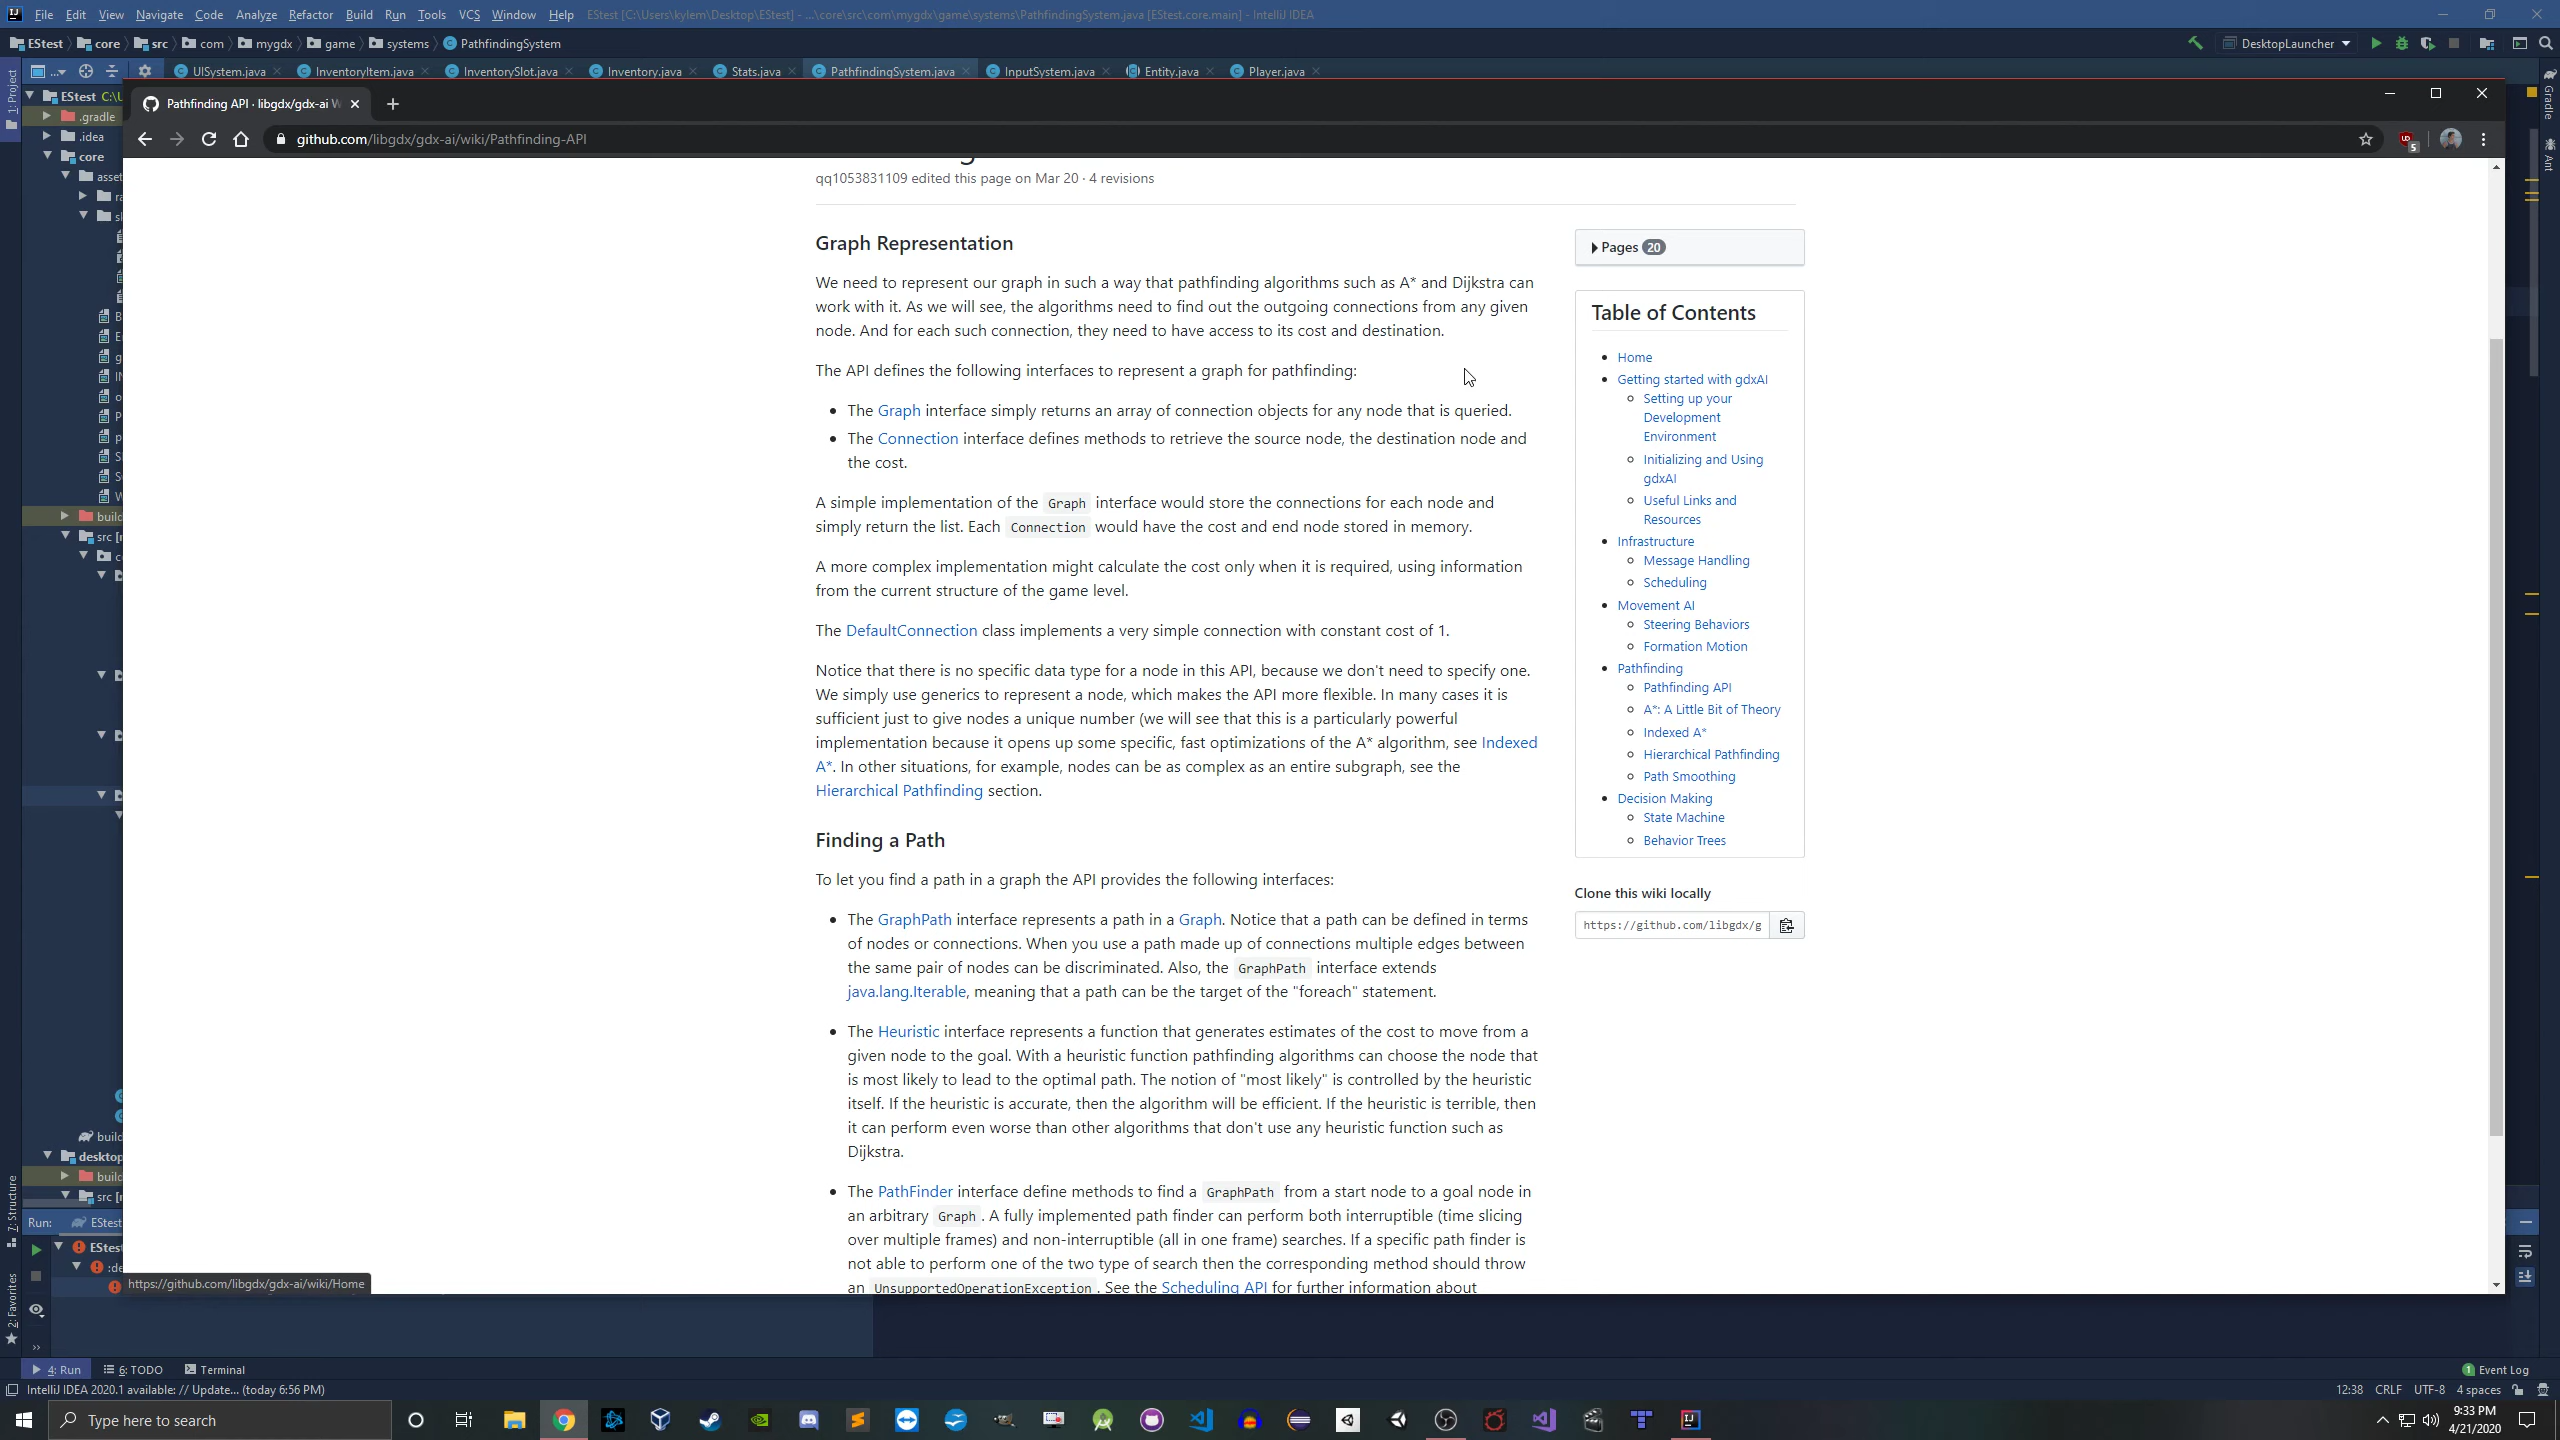 File Edit View Navigate Code Analyze Refactor Build Run Tools VCS Window Help EStest [C:\Users\kylem\Desktop\EStest] - ...\core\src\com\mygdx\game\systems\PathfindingSystem.java [EStest.core.main] - IntelliJ IDEA
EStest core src com mygdx game systems PathfindingSystem
DesktopLauncher
UISystem.java InventoryItem.java InventorySlot.java Inventory.java Stats.java PathfindingSystem.java InputSystem.java Entity.java Player.java
1: Project
Gradle
Ant
EStest C:\U
.gradle
.idea
core
asset
build
src [
build
desktop
build
src [
Pathfinding API · libgdx/gdx-ai W
github.com/libgdx/gdx-ai/wiki/Pathfinding-API
5
qq1053831109 edited this page on Mar 20 · 4 revisions
Graph Representation
We need to represent our graph in such a way that pathfinding algorithms such as A* and Dijkstra can
work with it. As we will see, the algorithms need to find out the outgoing connections from any given
node. And for each such connection, they need to have access to its cost and destination.
The API defines the following interfaces to represent a graph for pathfinding:
• The Graph interface simply returns an array of connection objects for any node that is queried.
• The Connection interface defines methods to retrieve the source node, the destination node and
the cost.
A simple implementation of the Graph interface would store the connections for each node and
simply return the list. Each Connection would have the cost and end node stored in memory.
A more complex implementation might calculate the cost only when it is required, using information
from the current structure of the game level.
The DefaultConnection class implements a very simple connection with constant cost of 1.
Notice that there is no specific data type for a node in this API, because we don't need to specify one.
We simply use generics to represent a node, which makes the API more flexible. In many cases it is
sufficient just to give nodes a unique number (we will see that this is a particularly powerful
implementation because it opens up some specific, fast optimizations of the A* algorithm, see Indexed
A*. In other situations, for example, nodes can be as complex as an entire subgraph, see the
Hierarchical Pathfinding section.
Finding a Path
To let you find a path in a graph the API provides the following interfaces:
• The GraphPath interface represents a path in a Graph. Notice that a path can be defined in terms
of nodes or connections. When you use a path made up of connections multiple edges between
the same pair of nodes can be discriminated. Also, the GraphPath interface extends
java.lang.Iterable, meaning that a path can be the target of the "foreach" statement.
• The Heuristic interface represents a function that generates estimates of the cost to move from a
given node to the goal. With a heuristic function pathfinding algorithms can choose the node that
is most likely to lead to the optimal path. The notion of "most likely" is controlled by the heuristic
itself. If the heuristic is accurate, then the algorithm will be efficient. If the heuristic is terrible, then
it can perform even worse than other algorithms that don't use any heuristic function such as
Dijkstra.
• The PathFinder interface define methods to find a GraphPath from a start node to a goal node in
an arbitrary Graph . A fully implemented path finder can perform both interruptible (time slicing
over multiple frames) and non-interruptible (all in one frame) searches. If a specific path finder is
not able to perform one of the two type of search then the corresponding method should throw
an UnsupportedOperationException . See the Scheduling API for further information about
Pages 20
Table of Contents
• Home
• Getting started with gdxAI
Setting up your
Development
Environment
Initializing and Using
gdxAI
Useful Links and
Resources
• Infrastructure
Message Handling
Scheduling
• Movement AI
Steering Behaviors
Formation Motion
• Pathfinding
Pathfinding API
A*: A Little Bit of Theory
Indexed A*
Hierarchical Pathfinding
Path Smoothing
• Decision Making
State Machine
Behavior Trees
Clone this wiki locally
https://github.com/libgdx/g
https://github.com/libgdx/gdx-ai/wiki/Home
7: Structure
2: Favorites
Run: EStest
EStest
:de
4: Run 6: TODO Terminal
1 Event Log
IntelliJ IDEA 2020.1 available: // Update... (today 6:56 PM)
12:38 CRLF UTF-8 4 spaces
Type here to search
9:33 PM
4/21/2020